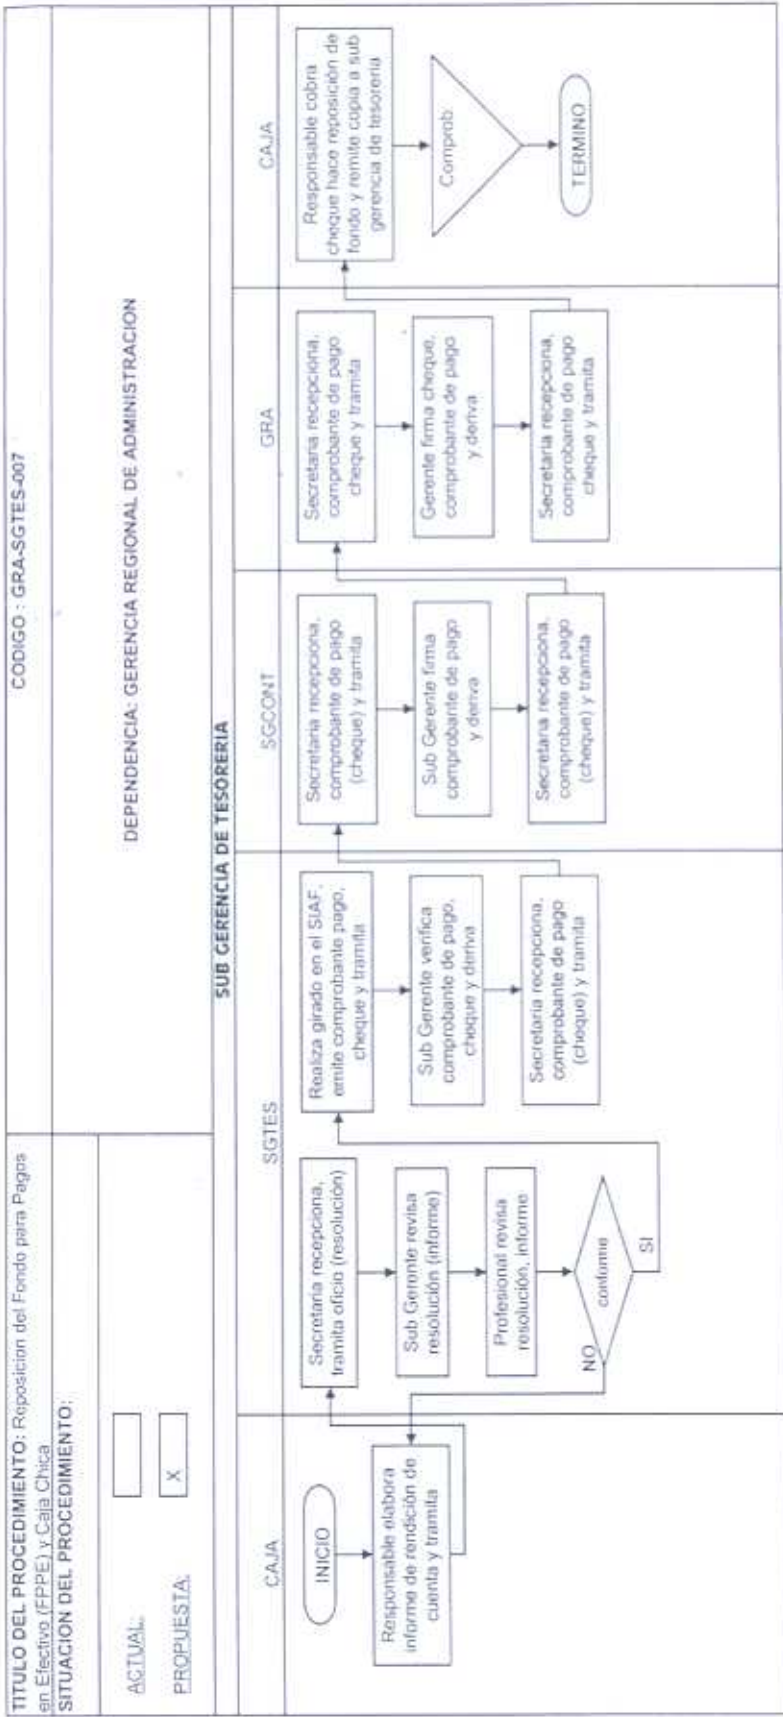 TITULO DEL PROCEDIMIENTO: Reposicion del Fondo para Pagos
en Efectivo (FPPE) y Caja Chica
CODIGO : GRA-SGTES-007
SITUACION DEL PROCEDIMIENTO:
ACTUAL:
PROPUESTA:
X
DEPENDENCIA: GERENCIA REGIONAL DE ADMINISTRACION
SUB GERENCIA DE TESORERIA
CAJA
SGTES
SGCONT
GRA
CAJA
INICIO
Responsable elabora
informe de rendición de
cuenta y tramita
Secretaria recepciona,
tramita oficio (resolución)
Sub Gerente revisa
resolución (informe)
Profesional revisa
resolución, informe
conforme
NO
SI
Realiza girado en el SIAF,
emite comprobante pago,
cheque y tramita
Sub Gerente verifica
comprobante de pago,
cheque y deriva
Secretaria recepciona,
comprobante de pago
(cheque) y tramita
Secretaria recepciona,
comprobante de pago
(cheque) y tramita
Sub Gerente firma
comprobante de pago
y deriva
Secretaria recepciona,
comprobante de pago
(cheque) y tramita
Secretaria recepciona,
comprobante de pago
cheque y tramita
Gerente firma cheque,
comprobante de pago
y deriva
Secretaria recepciona,
comprobante de pago
cheque y tramita
Responsable cobra
cheque hace reposición de
fondo y remite copia a sub
gerencia de tesoreria
Comprob
TERMINO